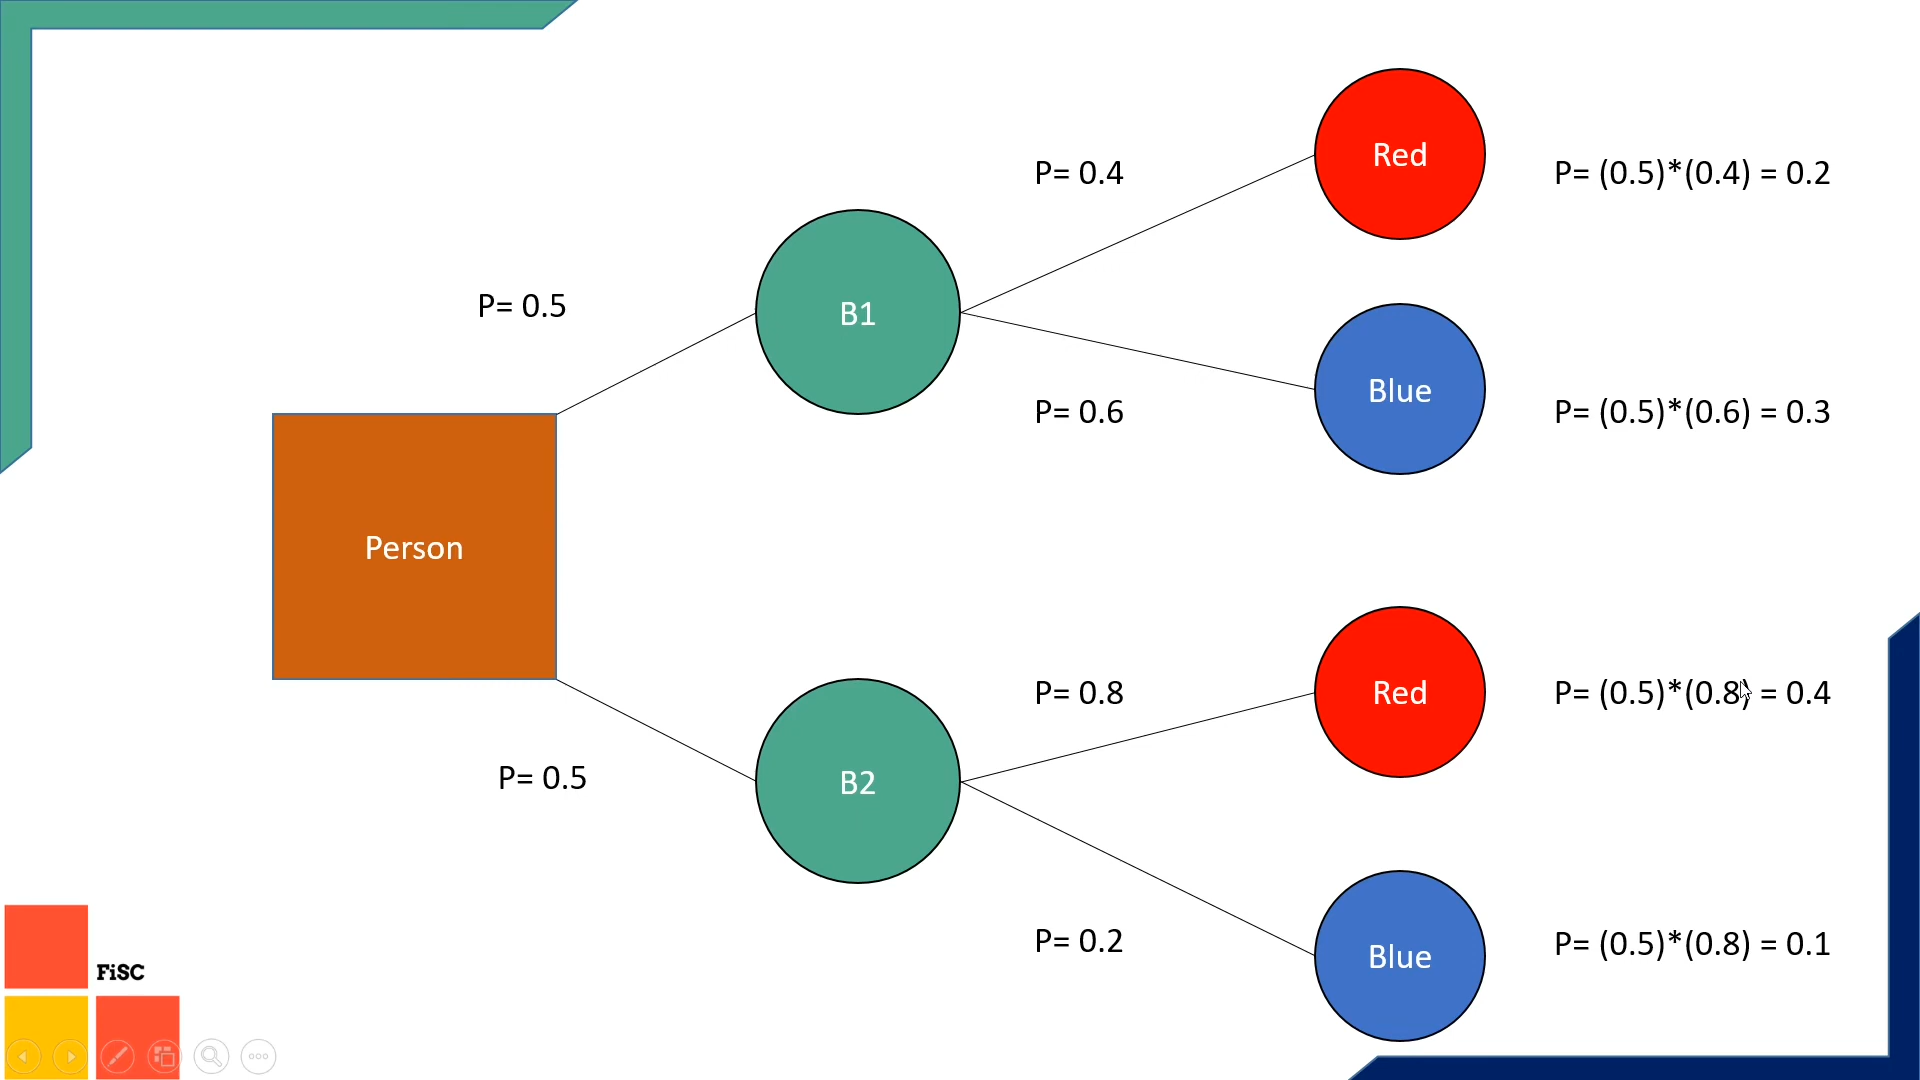 Red
P= 0.4
P= (0.5)*(0.4) = 0.2
P= 0.5
B1
Blue
P= 0.6
P= (0.5)*(0.6) = 0.3
Person
P= 0.8
Red
P= (0.5)*(0.8) = 0.4
P= 0.5
B2
P= 0.2
Blue
P= (0.5)*(0.8) = 0.1
FiSC